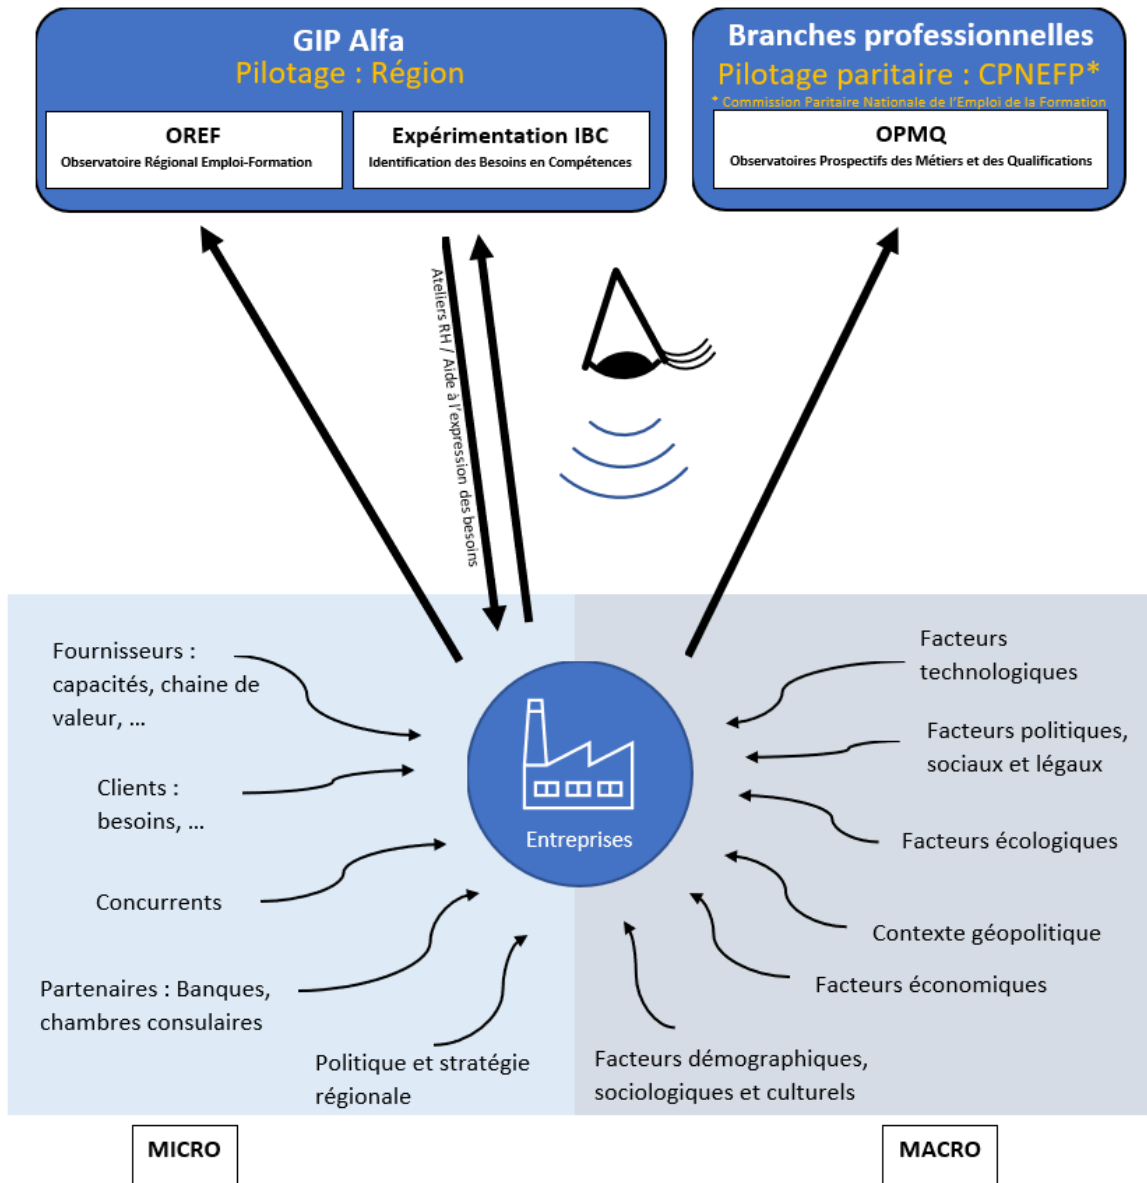 GIP Alfa
Pilotage : Région
OREF
Observatoire Régional Emploi-Formation
Expérimentation IBC
Identification des Besoins en Compétences
Branches professionnelles
Pilotage paritaire : CPNEFP*
* Commission Paritaire Nationale de l'Emploi de la Formation
OPMQ
Observatoires Prospectifs des Métiers et des Qualifications
Ateliers RH / Aide à l'expression des besoins
Fournisseurs :
capacités, chaine de
valeur, ...
Clients :
besoins, ...
Concurrents
Partenaires : Banques,
chambres consulaires
Politique et stratégie
régionale
Entreprises
Facteurs
technologiques
Facteurs politiques,
sociaux et légaux
Facteurs écologiques
Contexte géopolitique
Facteurs économiques
Facteurs démographiques,
sociologiques et culturels
MICRO
MACRO